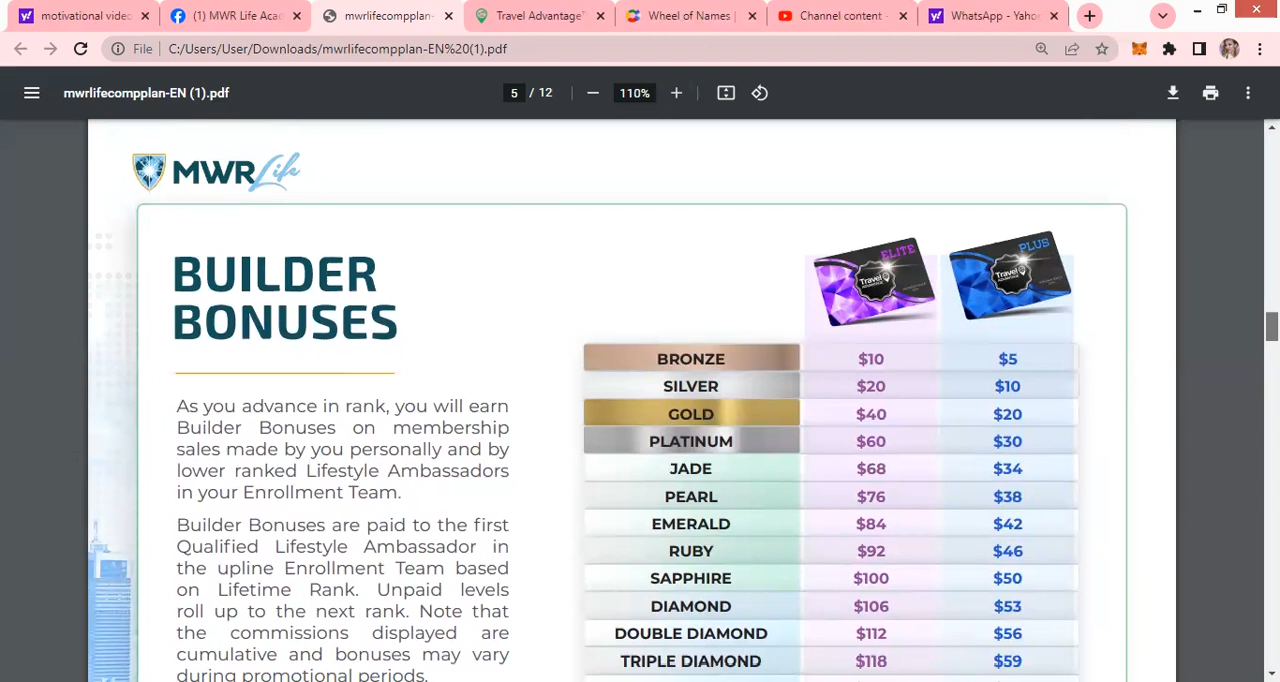 motivational video
(1) MWR Life Aca
mwrlifecompplan-
Travel Advantage™
Wheel of Names |
Channel content -
WhatsApp - Yaho
File | C:/Users/User/Downloads/mwrlifecompplan-EN%20(1).pdf
mwrlifecompplan-EN (1).pdf
5 / 12
110%
MWR Life
BUILDER
BONUSES
ELITE
Travel
ADVANTAGE
PLUS
Travel
ADVANTAGE
As you advance in rank, you will earn
Builder Bonuses on membership
sales made by you personally and by
lower ranked Lifestyle Ambassadors
in your Enrollment Team.
Builder Bonuses are paid to the first
Qualified Lifestyle Ambassador in
the upline Enrollment Team based
on Lifetime Rank. Unpaid levels
roll up to the next rank. Note that
the commissions displayed are
cumulative and bonuses may vary
during promotional periods.
BRONZE $10 $5
SILVER $20 $10
GOLD $40 $20
PLATINUM $60 $30
JADE $68 $34
PEARL $76 $38
EMERALD $84 $42
RUBY $92 $46
SAPPHIRE $100 $50
DIAMOND $106 $53
DOUBLE DIAMOND $112 $56
TRIPLE DIAMOND $118 $59